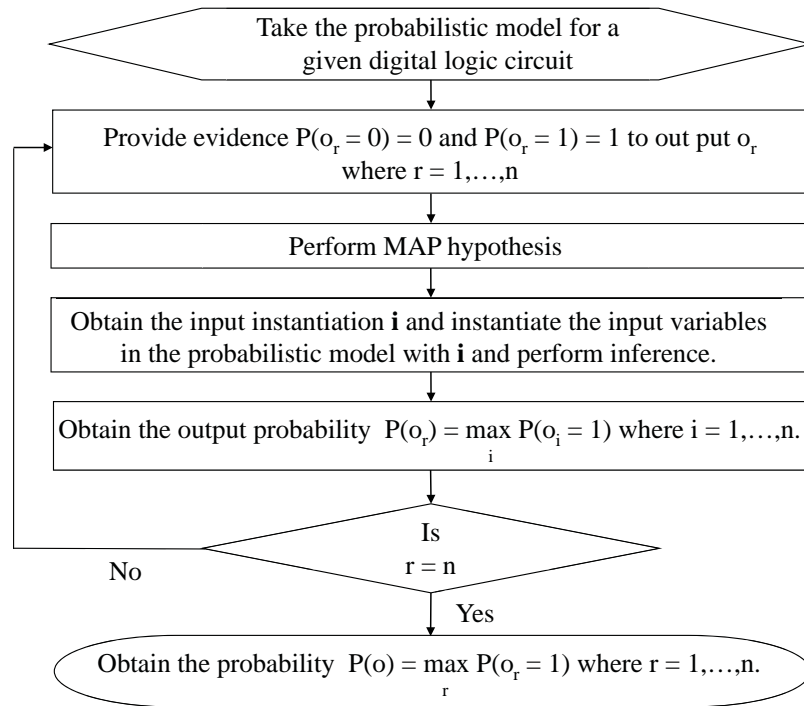 Take the probabilistic model for a
given digital logic circuit
Provide evidence P(o_r = 0) = 0 and P(o_r = 1) = 1 to out put o_r
where r = 1,…,n
Perform MAP hypothesis
Obtain the input instantiation i and instantiate the input variables
in the probabilistic model with i and perform inference.
Obtain the output probability P(o_r) = max P(o_i = 1) where i = 1,…,n.
i
Is
r = n
No
Yes
Obtain the probability P(o) = max P(o_r = 1) where r = 1,…,n.
r